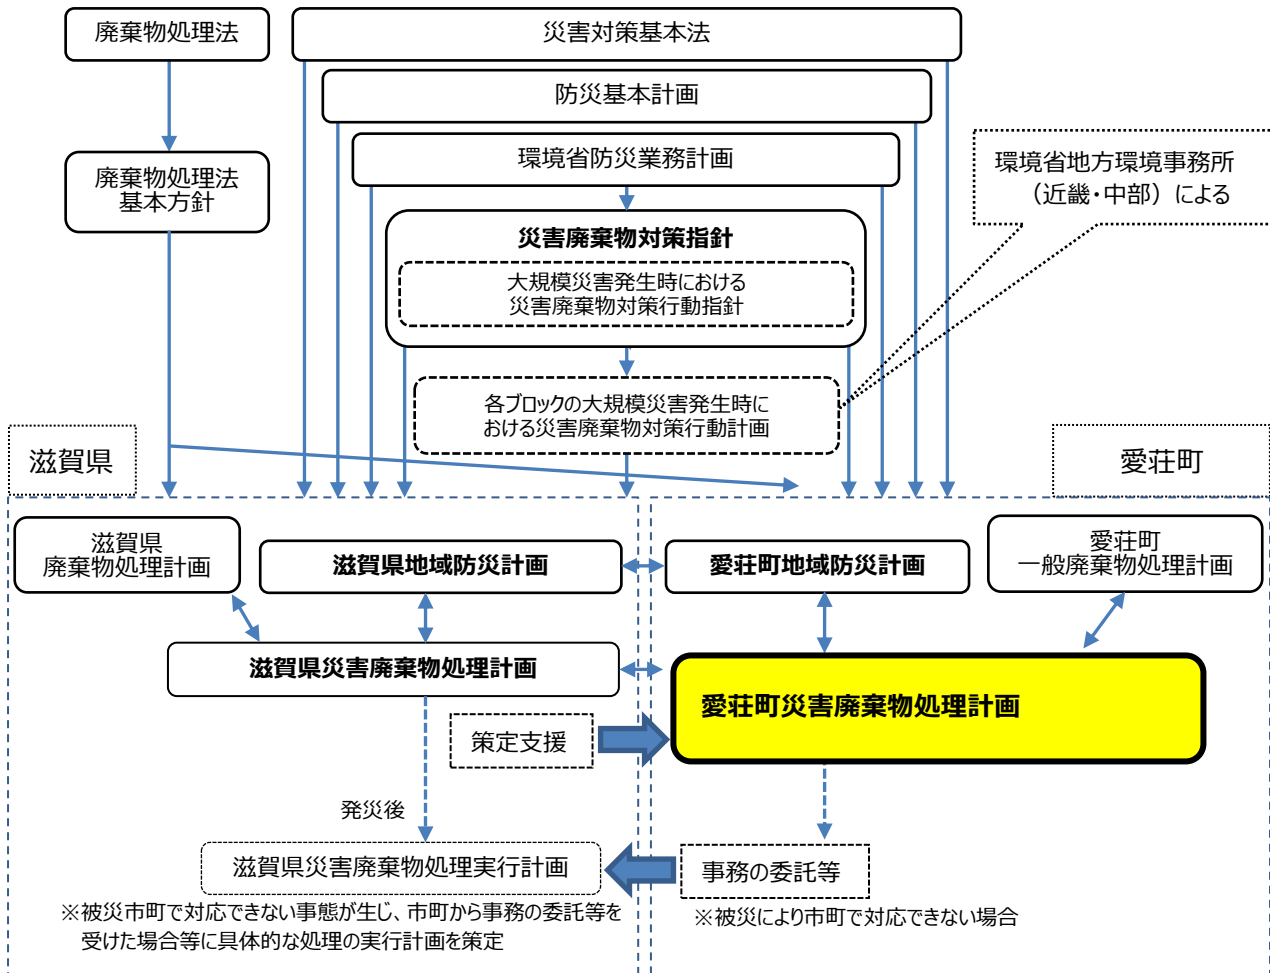 廃棄物処理法
災害対策基本法
防災基本計画
環境省防災業務計画
環境省地方環境事務所
（近畿・中部）による
廃棄物処理法
基本方針
災害廃棄物対策指針
大規模災害発生時における
災害廃棄物対策行動指針
各ブロックの大規模災害発生時に
おける災害廃棄物対策行動計画
滋賀県
愛荘町
滋賀県
廃棄物処理計画
滋賀県地域防災計画
愛荘町地域防災計画
愛荘町
一般廃棄物処理計画
滋賀県災害廃棄物処理計画
愛荘町災害廃棄物処理計画
策定支援
発災後
滋賀県災害廃棄物処理実行計画
事務の委託等
※被災市町で対応できない事態が生じ、市町から事務の委託等を
受けた場合等に具体的な処理の実行計画を策定
※被災により市町で対応できない場合